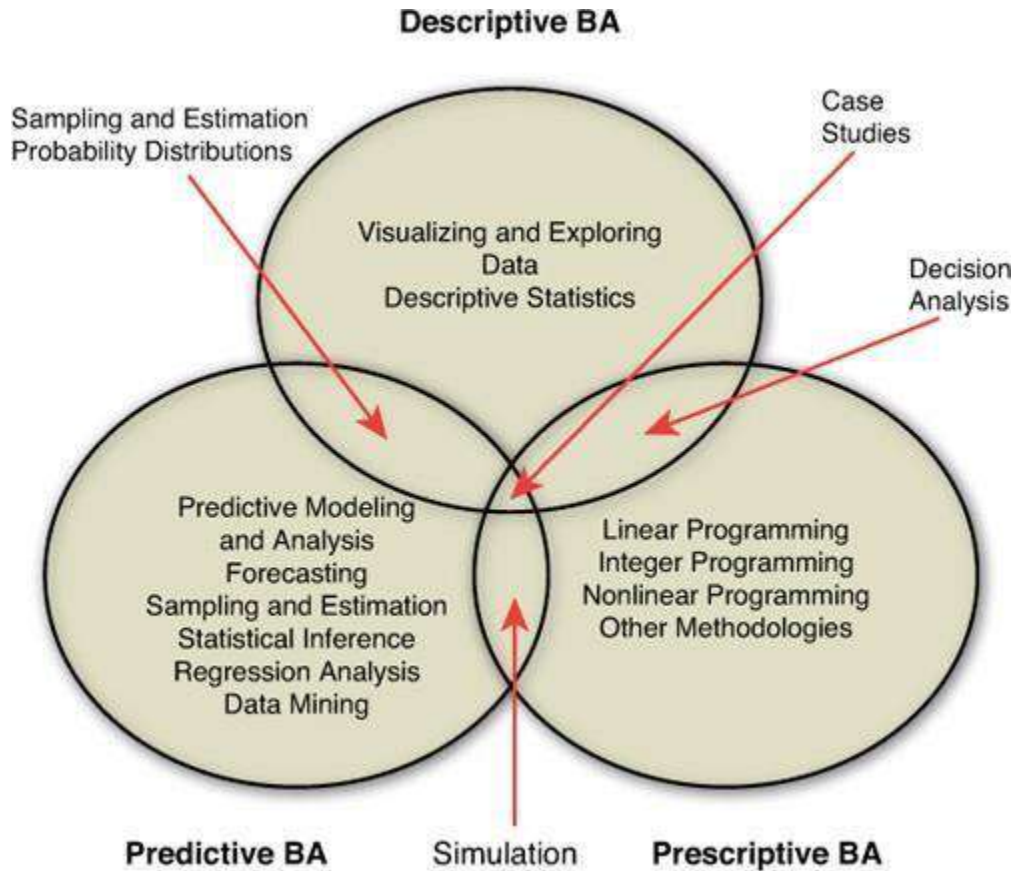 Descriptive BA
Sampling and Estimation
Probability Distributions
Case
Studies
Visualizing and Exploring
Data
Descriptive Statistics
Decision
Analysis
Predictive Modeling
and Analysis
Forecasting
Sampling and Estimation
Statistical Inference
Regression Analysis
Data Mining
Linear Programming
Integer Programming
Nonlinear Programming
Other Methodologies
Predictive BA
Simulation
Prescriptive BA